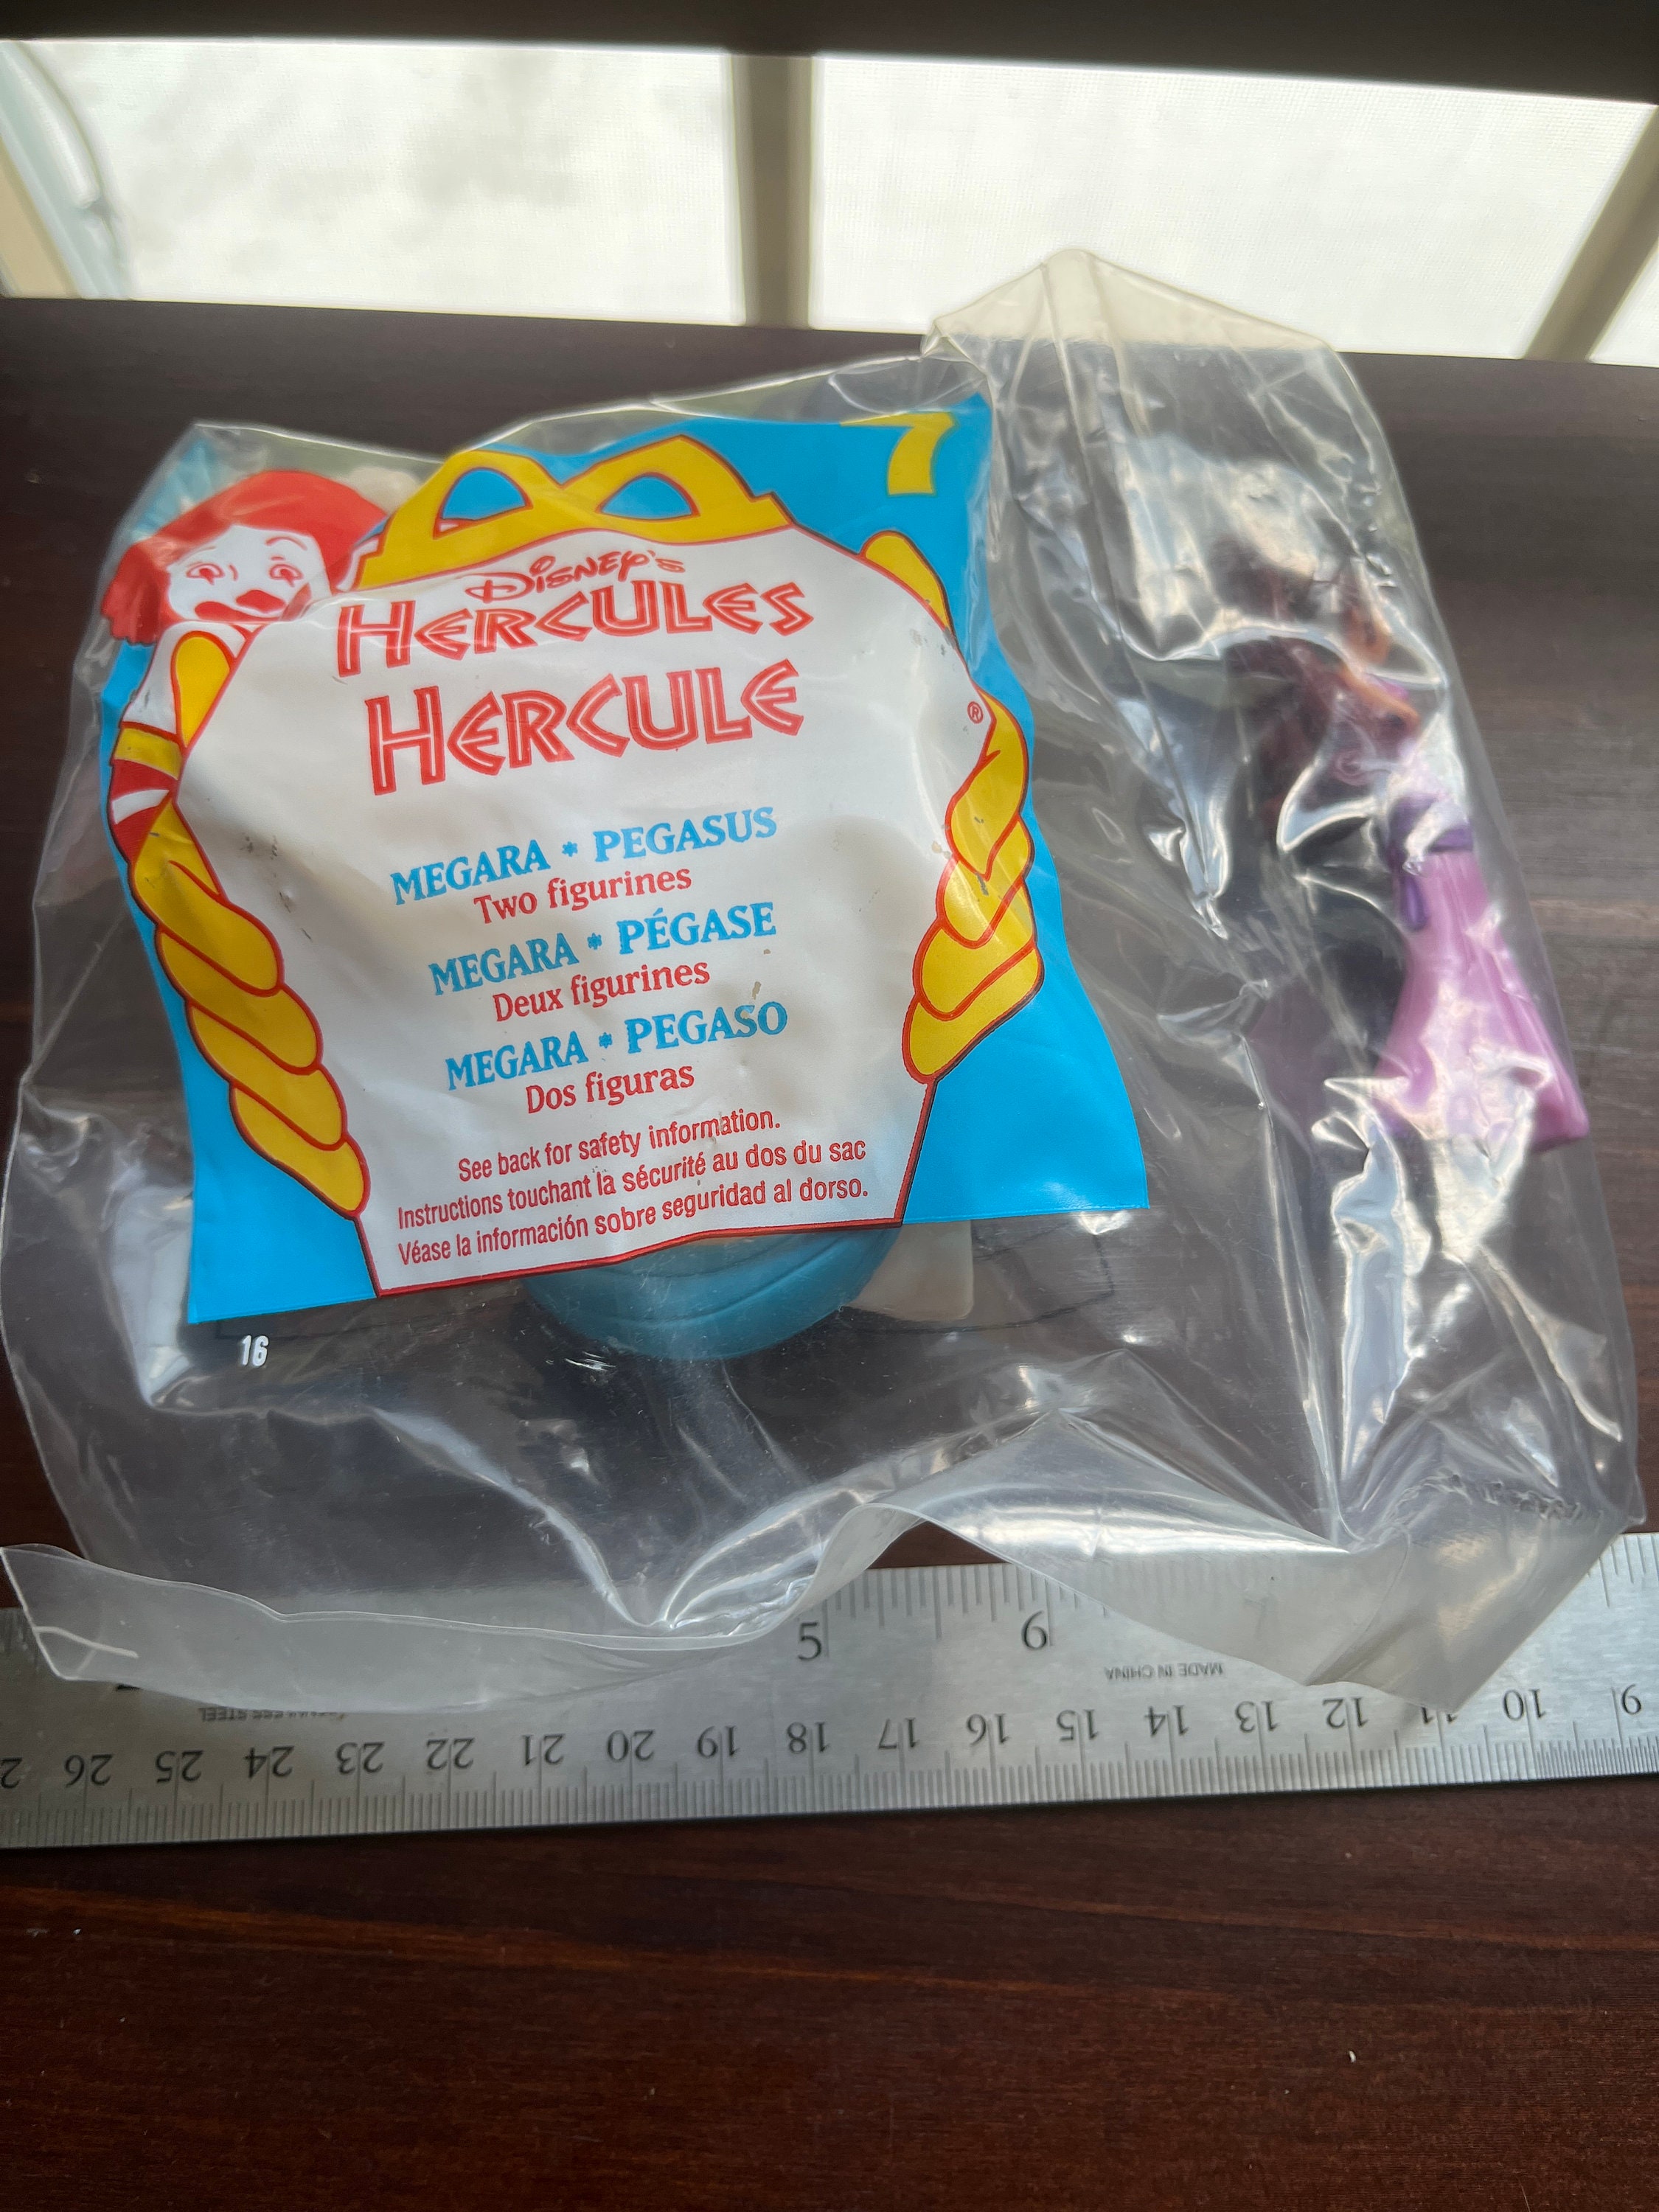 7
DISNEY'S
HERCULES
HERCULE
®
MEGARA * PEGASUS
Two figurines
MEGARA * PÉGASE
Deux figurines
MEGARA * PEGASO
Dos figuras
See back for safety information.
Instructions touchant la sécurité au dos du sac
Véase la información sobre seguridad al dorso.
16
5 6
MADE IN CHINA
STAINLESS STEEL
26 25 24 23 22 21 20 19 18 17 16 15 14 13 12 11 10 9